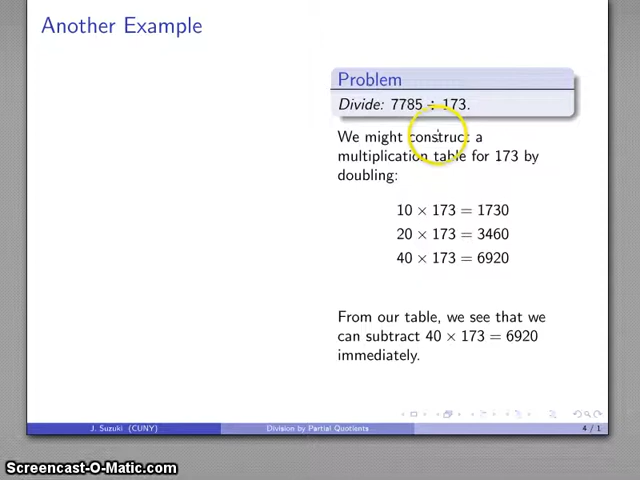 Another Example
Problem
Divide: 7785 ÷ 173.
We might construct a
multiplication table for 173 by
doubling:
10 × 173 = 1730
20 × 173 = 3460
40 × 173 = 6920
From our table, we see that we
can subtract 40 × 173 = 6920
immediately.
J. Suzuki (CUNY)
Division by Partial Quotients
4 / 1
Screencast-O-Matic.com